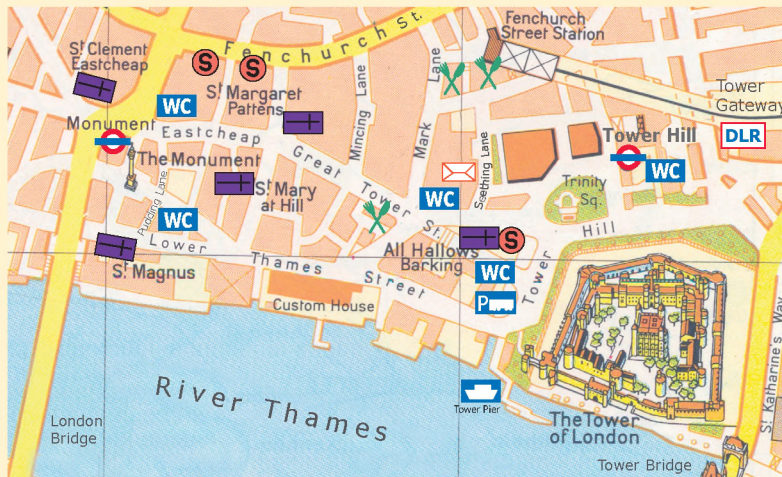 Fenchurch
Street Station
St Clement
Eastcheap
Fenchurch St.
S
S
St Margaret
Pattens
WC
Mincing Lane
Mark Lane
Tower
Gateway
DLR
Monument
Eastcheap
Tower Hill
WC
The Monument
Great Tower St.
Seething Lane
St Mary
at Hill
WC
Trinity
Sq.
Pudding Lane
WC
S
All Hallows
Barking
Tower Hill
Lower Thames Street
St Magnus
WC
P
Custom House
River Thames
Tower Pier
London
Bridge
The Tower
of London
St Katharine's Way
Tower Bridge